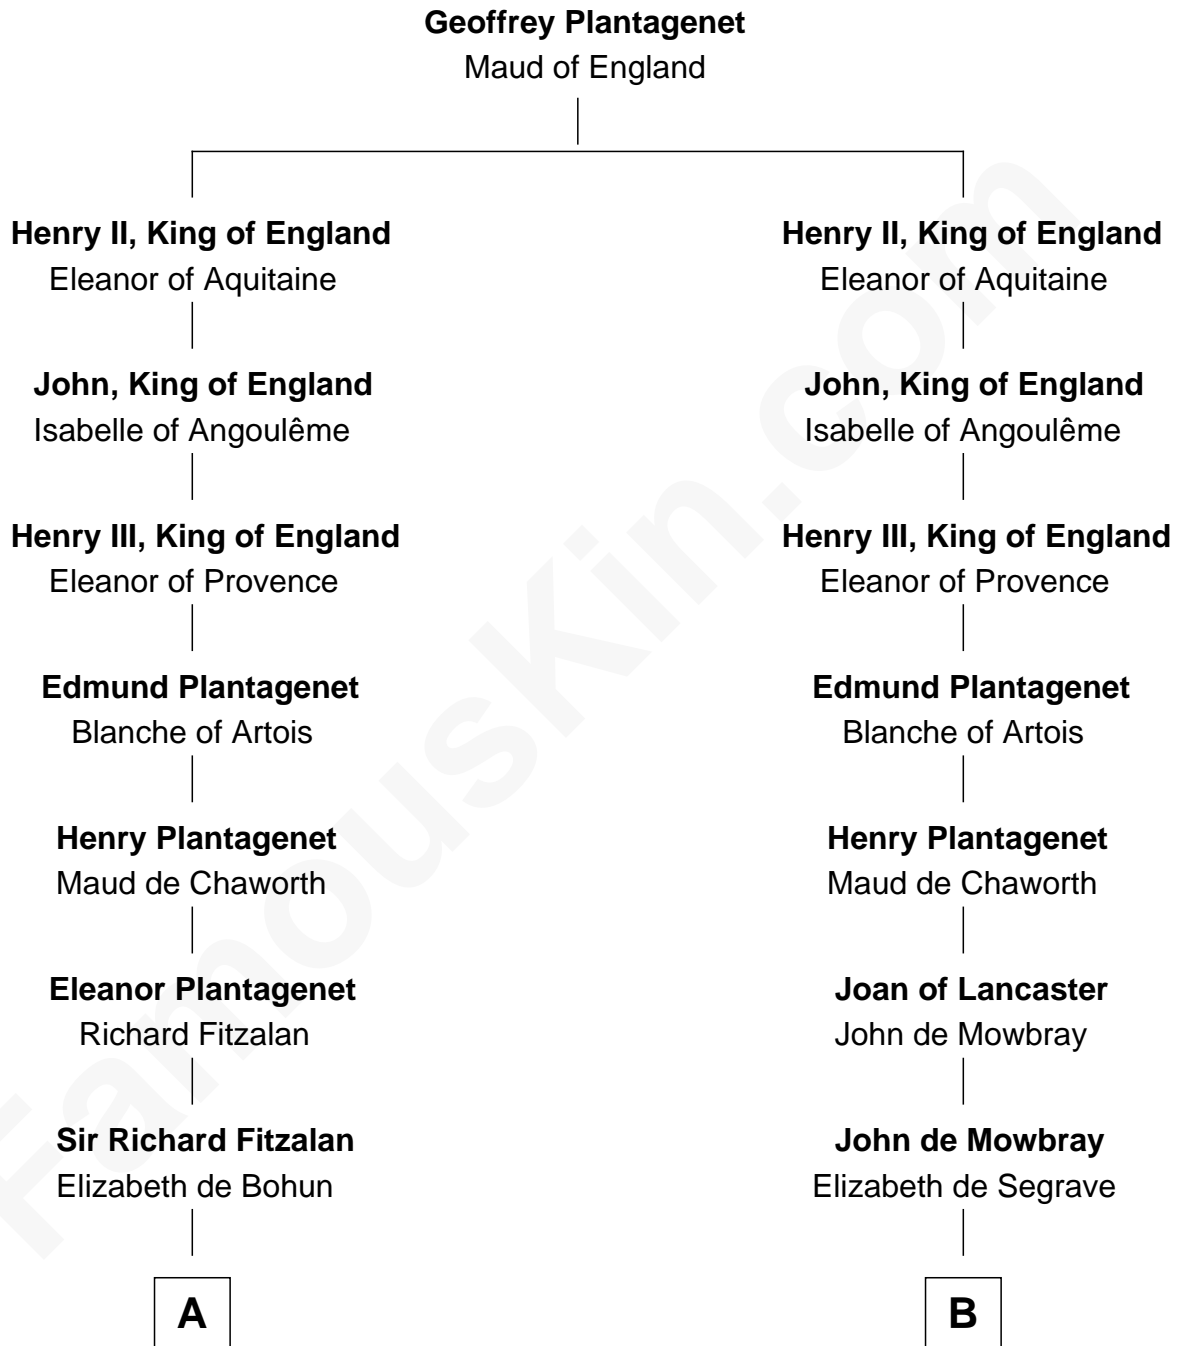 Geoffrey Plantagenet
Maud of England
Henry II, King of England
Eleanor of Aquitaine
Henry II, King of England
Eleanor of Aquitaine
John, King of England
Isabelle of Angoulême
John, King of England
Isabelle of Angoulême
Henry III, King of England
Eleanor of Provence
Henry III, King of England
Eleanor of Provence
Edmund Plantagenet
Blanche of Artois
Edmund Plantagenet
Blanche of Artois
Henry Plantagenet
Maud de Chaworth
Henry Plantagenet
Maud de Chaworth
Eleanor Plantagenet
Richard Fitzalan
Joan of Lancaster
John de Mowbray
Sir Richard Fitzalan
Elizabeth de Bohun
John de Mowbray
Elizabeth de Segrave
A
B
FamousKin.com